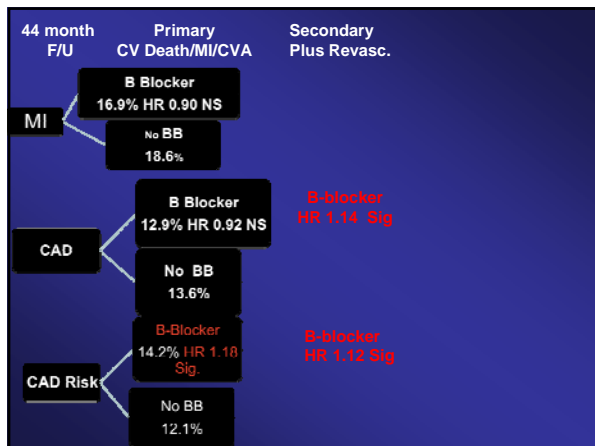 44 month Primary Secondary
F/U CV Death/MI/CVA Plus Revasc.
B Blocker
16.9% HR 0.90 NS
MI
No BB
18.6%
B Blocker
12.9% HR 0.92 NS
B-blocker
HR 1.14 Sig
CAD
No BB
13.6%
B-Blocker
14.2% HR 1.18
Sig.
B-blocker
HR 1.12 Sig
CAD Risk
No BB
12.1%